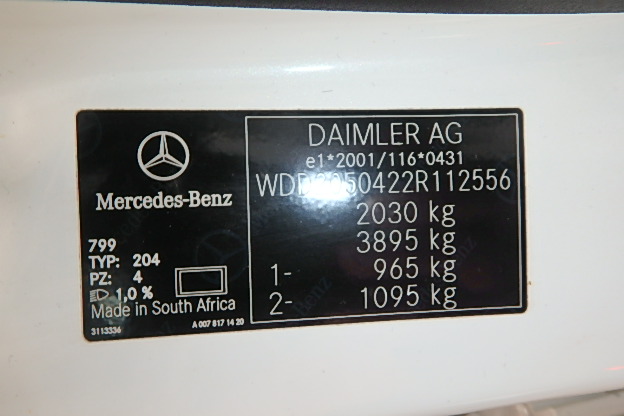 Mercedes-Benz
799
TYP: 204
PZ: 4
1,0 %
Made in South Africa
3113336
A 007 817 14 20
DAIMLER AG
e1*2001/116*0431
WDD2050422R112556
2030 kg
3895 kg
1- 965 kg
2- 1095 kg